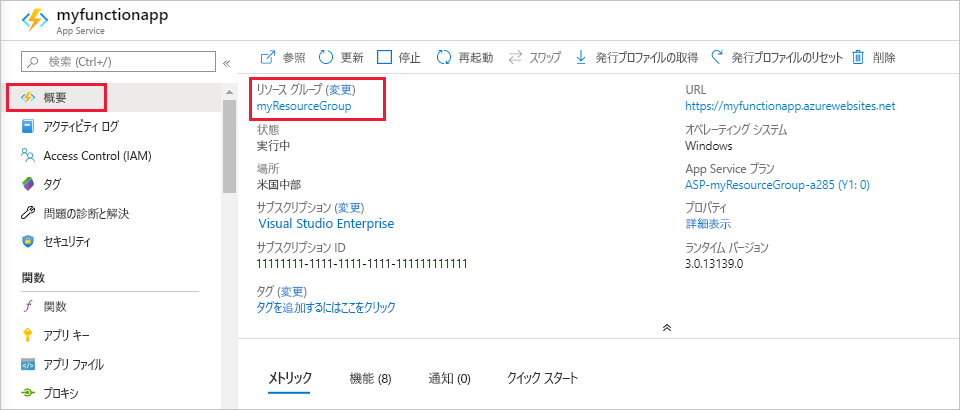 myfunctionapp
App Service
検索 (Ctrl+/)
«
概要
アクティビティ ログ
Access Control (IAM)
タグ
問題の診断と解決
セキュリティ
関数
関数
アプリ キー
アプリ ファイル
プロキシ
参照 更新 停止 再起動 スワップ 発行プロファイルの取得 発行プロファイルのリセット 削除
リソース グループ (変更)
myResourceGroup
状態
実行中
場所
米国中部
サブスクリプション (変更)
Visual Studio Enterprise
サブスクリプション ID
11111111-1111-1111-1111-111111111111
タグ (変更)
タグを追加するにはここをクリック
URL
https://myfunctionapp.azurewebsites.net
オペレーティング システム
Windows
App Service プラン
ASP-myResourceGroup-a285 (Y1: 0)
プロパティ
詳細表示
ランタイム バージョン
3.0.13139.0
メトリック 機能 (8) 通知 (0) クイック スタート